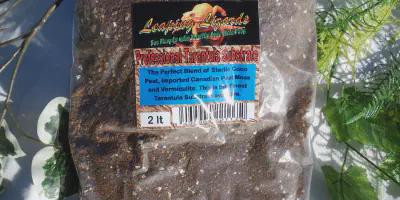 Leaping Lizards
Professional Tarantula Substrate
The Perfect Blend of Sterile Coco
Peat, Imported Canadian Peat Moss
and Vermiculite. This is the finest
Tarantula Substrate
2 lt